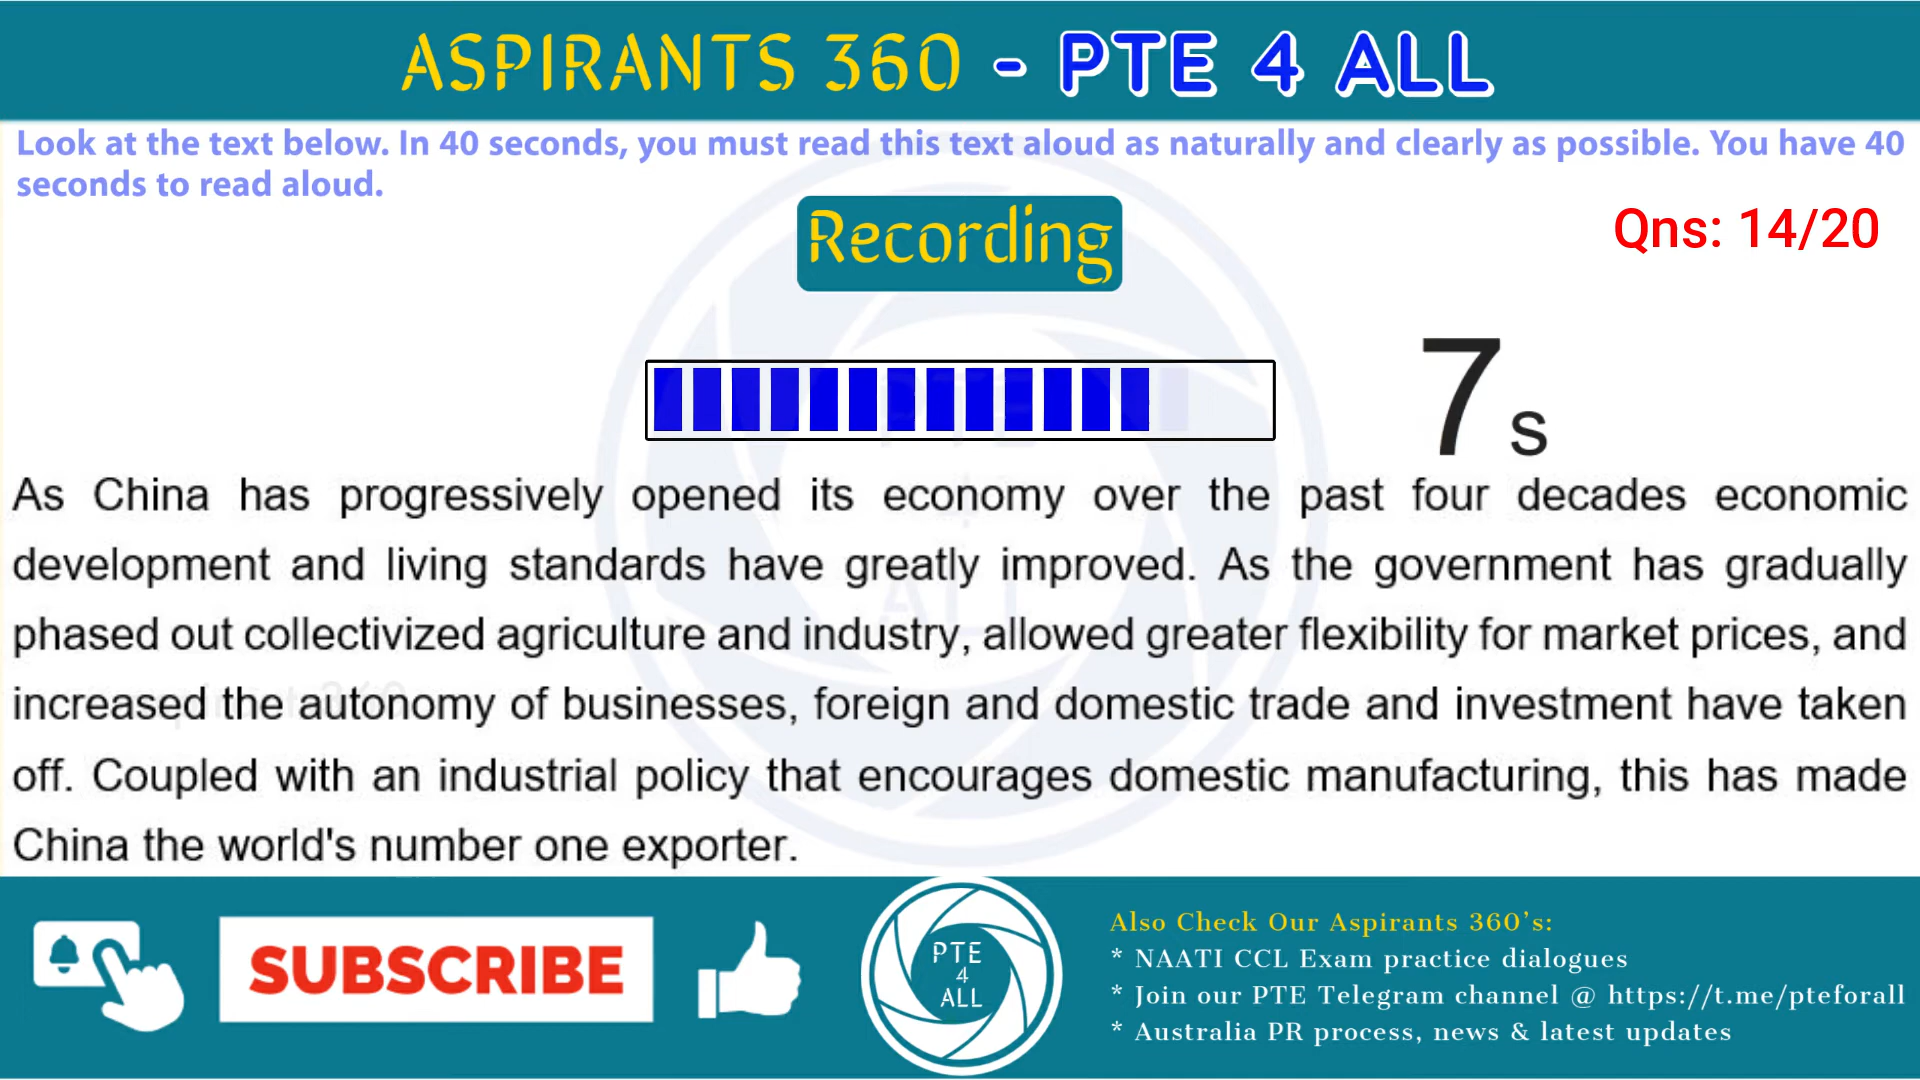 ASPIRANTS 360 - PTE 4 ALL
Look at the text below. In 40 seconds, you must read this text aloud as naturally and clearly as possible. You have 40
seconds to read aloud.
Recording
Qns: 14/20
7 s
As China has progressively opened its economy over the past four decades economic
development and living standards have greatly improved. As the government has gradually
phased out collectivized agriculture and industry, allowed greater flexibility for market prices, and
increased the autonomy of businesses, foreign and domestic trade and investment have taken
off. Coupled with an industrial policy that encourages domestic manufacturing, this has made
China the world's number one exporter.
SUBSCRIBE
PTE
4
ALL
Also Check Our Aspirants 360's:
* NAATI CCL Exam practice dialogues
* Join our PTE Telegram channel @ https://t.me/pteforall
* Australia PR process, news & latest updates